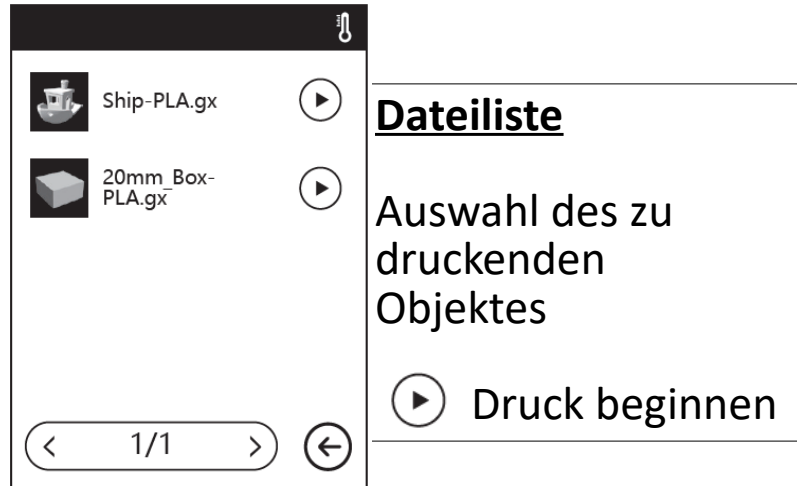 Ship-PLA.gx
20mm_Box-
PLA.gx
1/1
Dateiliste
Auswahl des zu
druckenden
Objektes
Druck beginnen